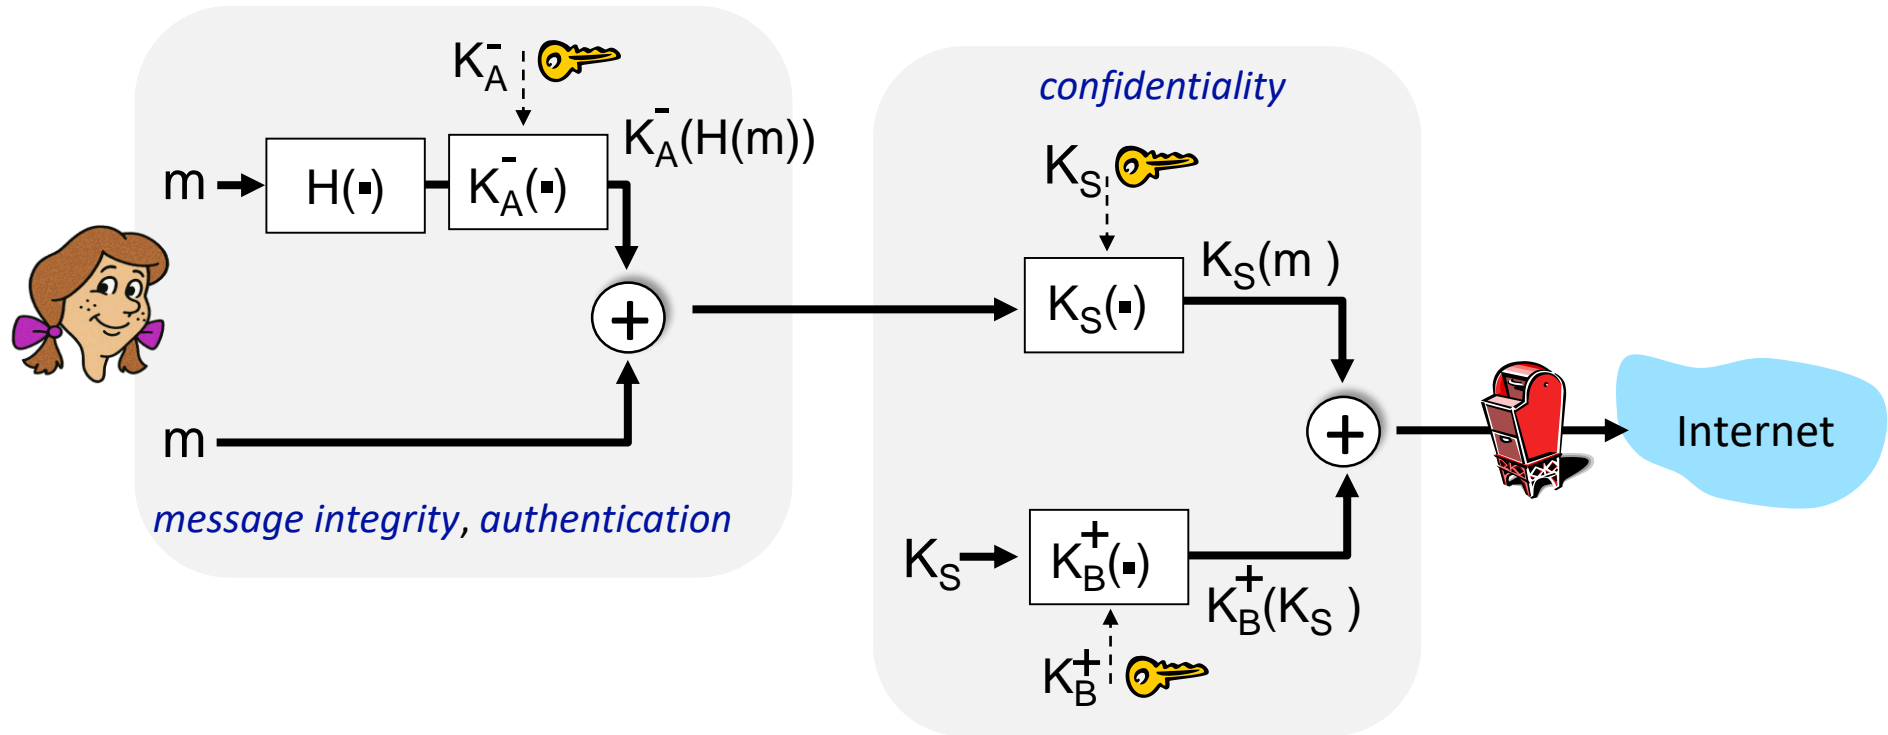 K_A^-
m
H(▪)
K_A^-(▪)
K_A^-(H(m))
m
message integrity, authentication
confidentiality
K_S
K_S(▪)
K_S(m )
K_S
K_B^+(▪)
K_B^+(K_S )
K_B^+
Internet